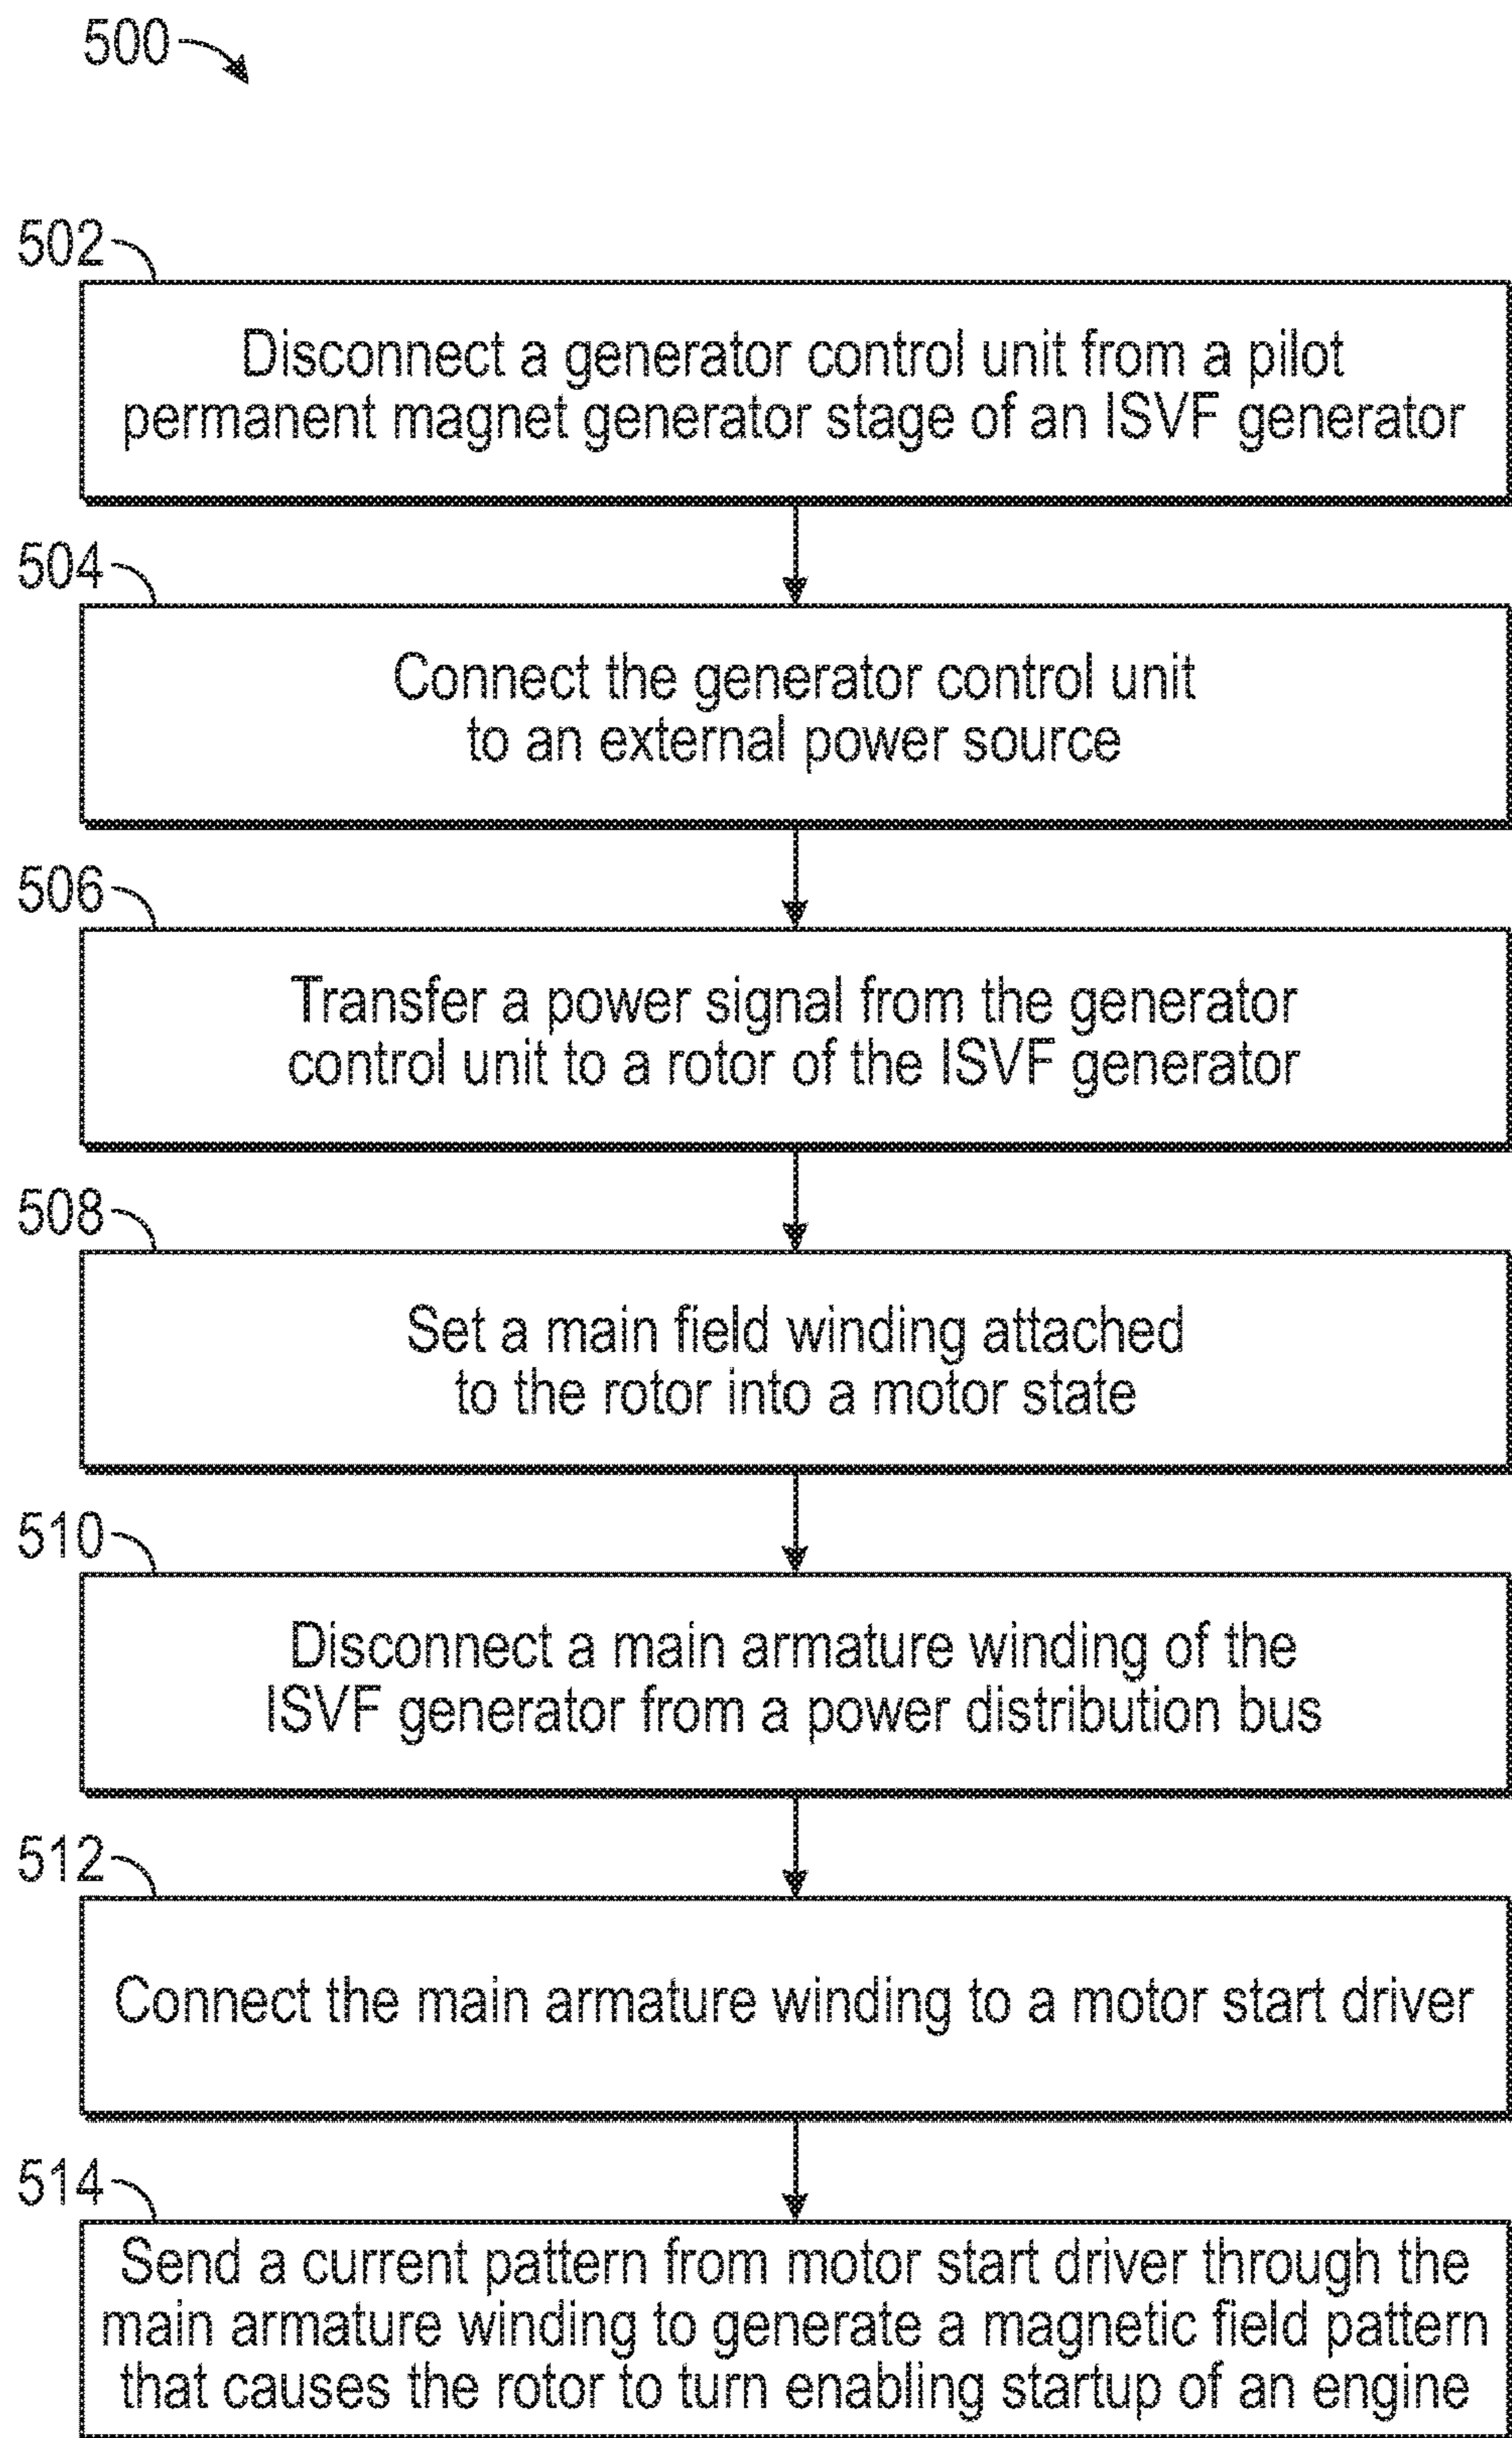 500
502
Disconnect a generator control unit from a pilot
permanent magnet generator stage of an ISVF generator
504
Connect the generator control unit
to an external power source
506
Transfer a power signal from the generator
control unit to a rotor of the ISVF generator
508
Set a main field winding attached
to the rotor into a motor state
510
Disconnect a main armature winding of the
ISVF generator from a power distribution bus
512
Connect the main armature winding to a motor start driver
514
Send a current pattern from motor start driver through the
main armature winding to generate a magnetic field pattern
that causes the rotor to turn enabling startup of an engine